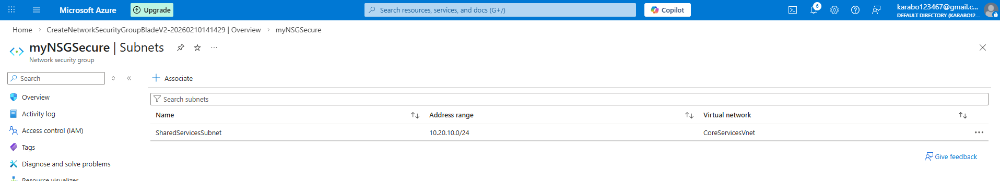 Microsoft Azure
Upgrade
Search resources, services, and docs (G+/)
Copilot
6
karabo123467@gmail.c...
DEFAULT DIRECTORY (KARABO12...
Home > CreateNetworkSecurityGroupBladeV2-20260210141429 | Overview > myNSGSecure
myNSGSecure | Subnets
Network security group
Search
Associate
Overview
Activity log
Access control (IAM)
Tags
Diagnose and solve problems
Resource visualizer
Search subnets
Name Address range Virtual network
SharedServicesSubnet 10.20.10.0/24 CoreServicesVnet
Give feedback